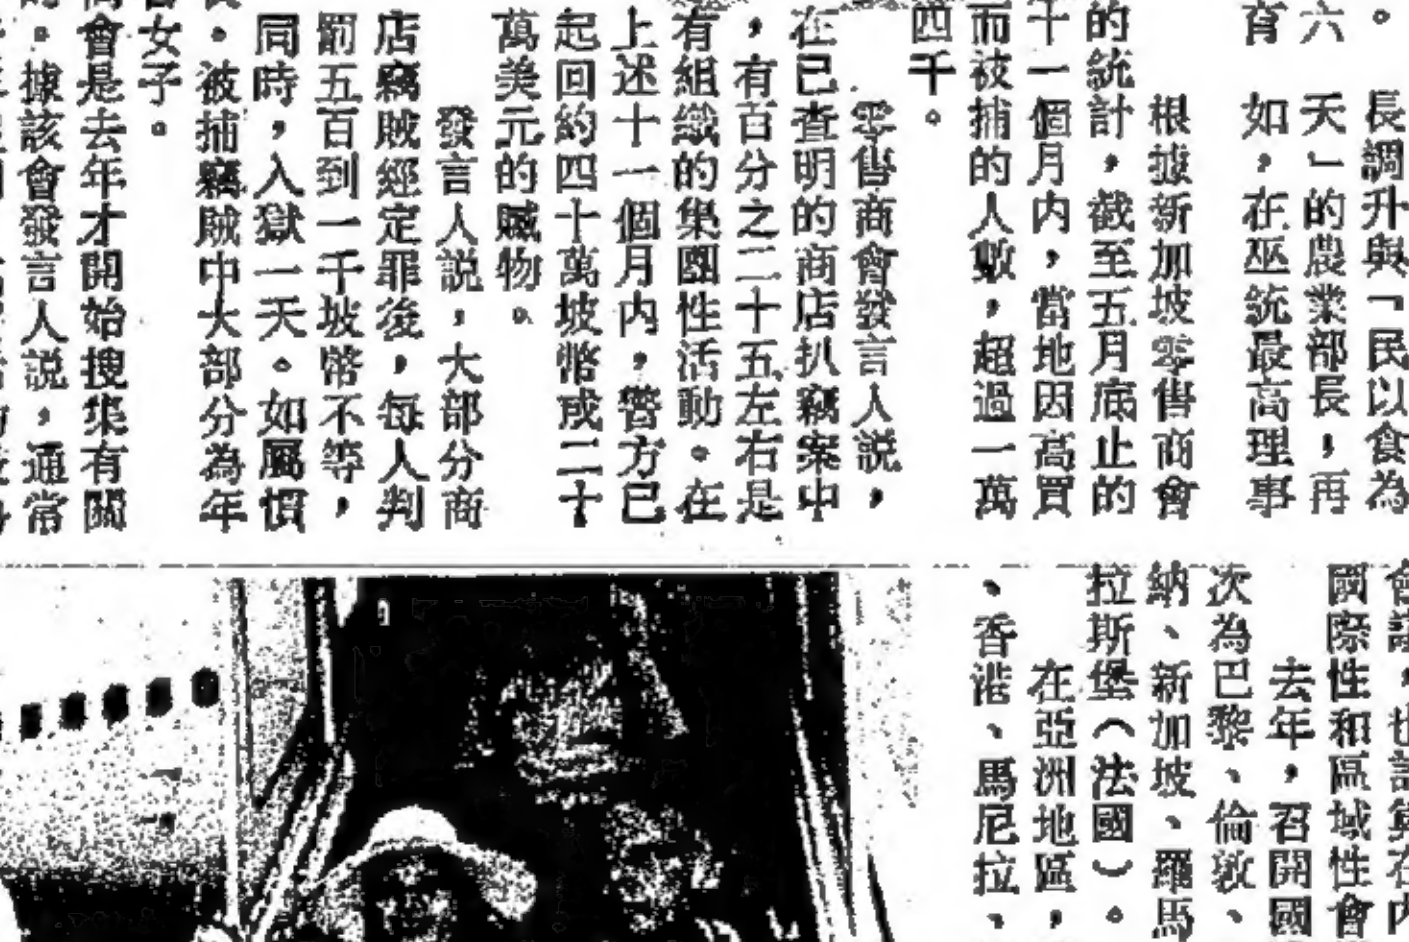 。長調升與「民以食為
六天」的農業部長，再
育如，在巫統最高理事
根據新加坡零售商會
的統計，截至五月底止的
十一個月内，當地因高買
而被捕的人數，超過一萬
四千。
零售商會發言人説，
在已查明的商店扒竊案中
，有百分之二十五左右是
有組織的集團性活動。在
上述十一個月内，警方已
起回約四十萬坡幣或二十
萬美元的贓物。
發言人説，大部分商
店竊賊經定罪後，每人判
罰五百到一千坡幣不等，
同時，入獄一天。如屬慣
。被捕竊賊中大部分為年
女子。
會是去年才開始搜集有關
。據該會發言人説，通常
國際性和區域性會
去年，召開國
次為巴黎、倫敦、
納、新加坡、羅馬
拉斯堡（法國）。
在亞洲地區，
、香港、馬尼拉、